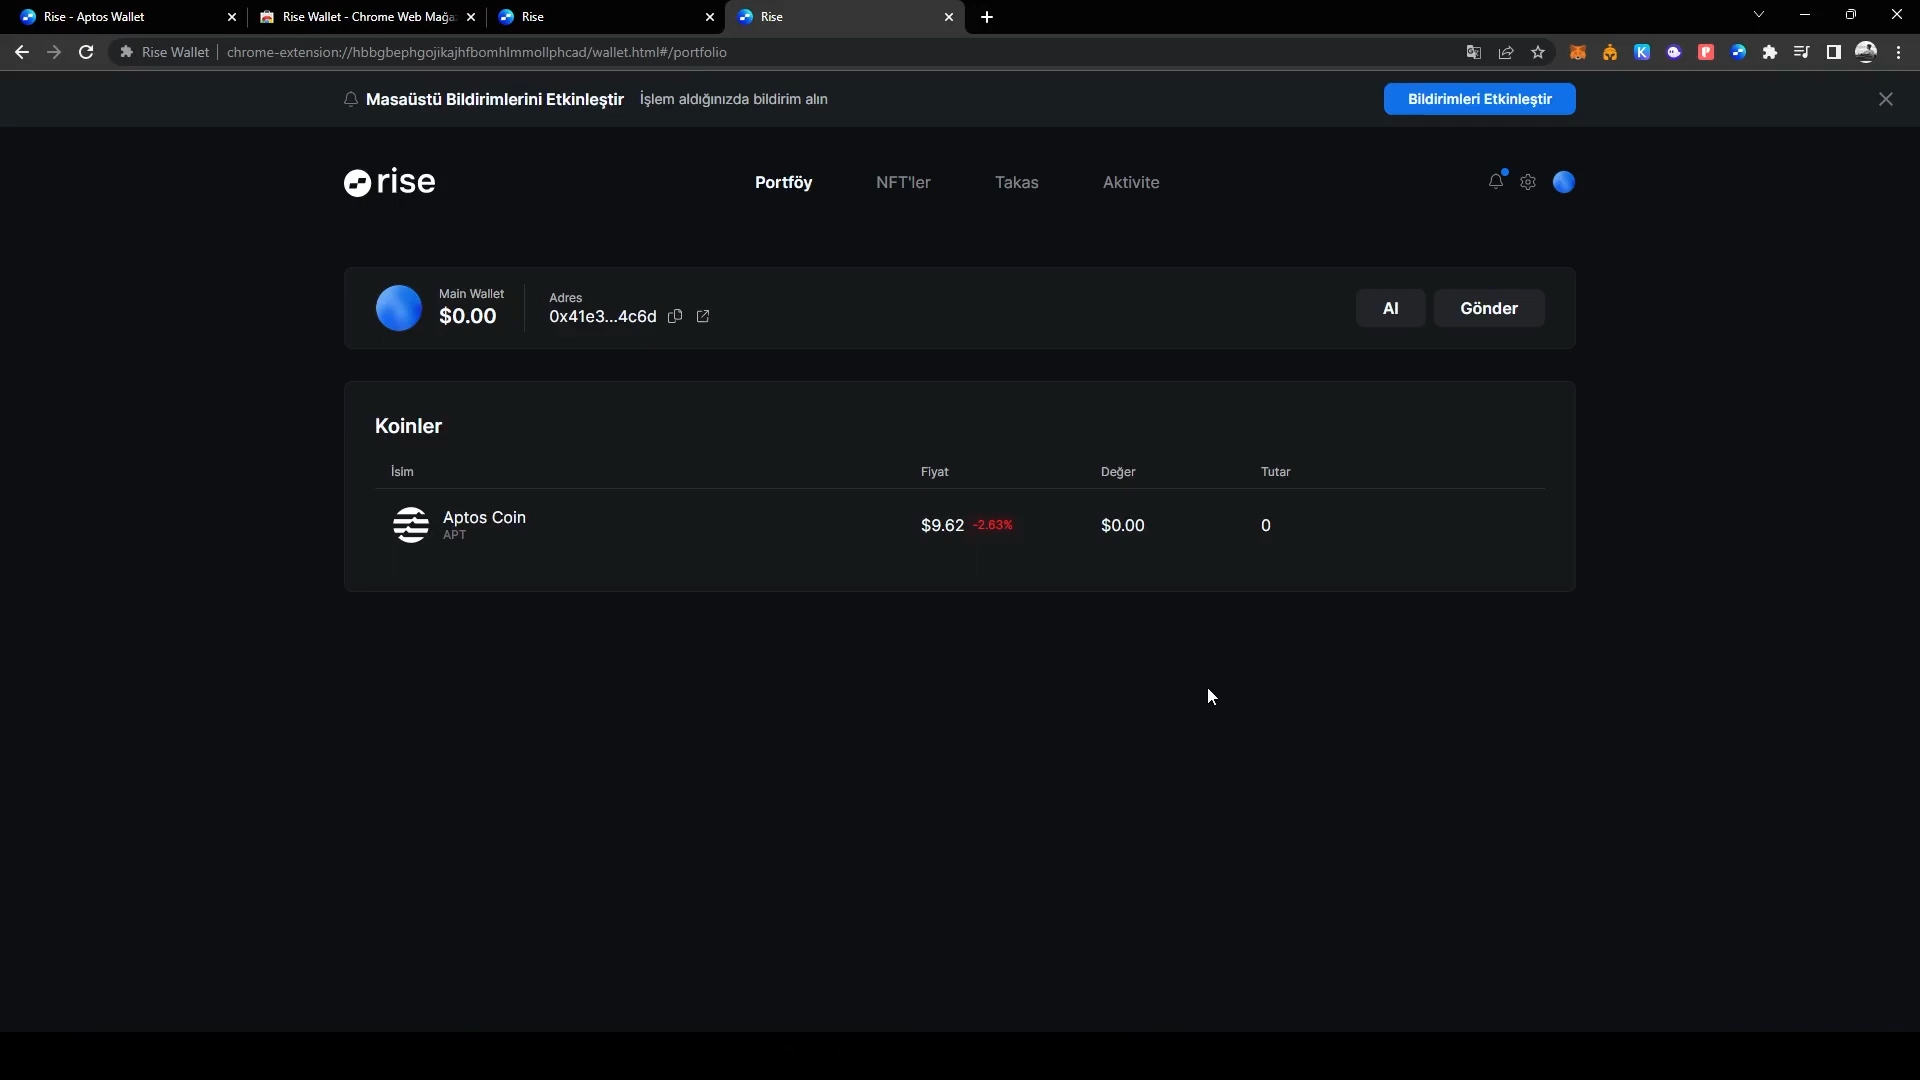 Rise - Aptos Wallet
Rise Wallet - Chrome Web Mağaz
Rise
Rise
Rise Wallet
chrome-extension://hbbgbephgojikajhfbomhlmmollphcad/wallet.html#/portfolio
Masaüstü Bildirimlerini Etkinleştir İşlem aldığınızda bildirim alın
Bildirimleri Etkinleştir
rise
Portföy
NFT'ler
Takas
Aktivite
Main Wallet
$0.00
Adres
0x41e3...4c6d
Al
Gönder
Koinler
İsim Fiyat Değer Tutar
Aptos Coin
APT
$9.62 -2.63% $0.00 0